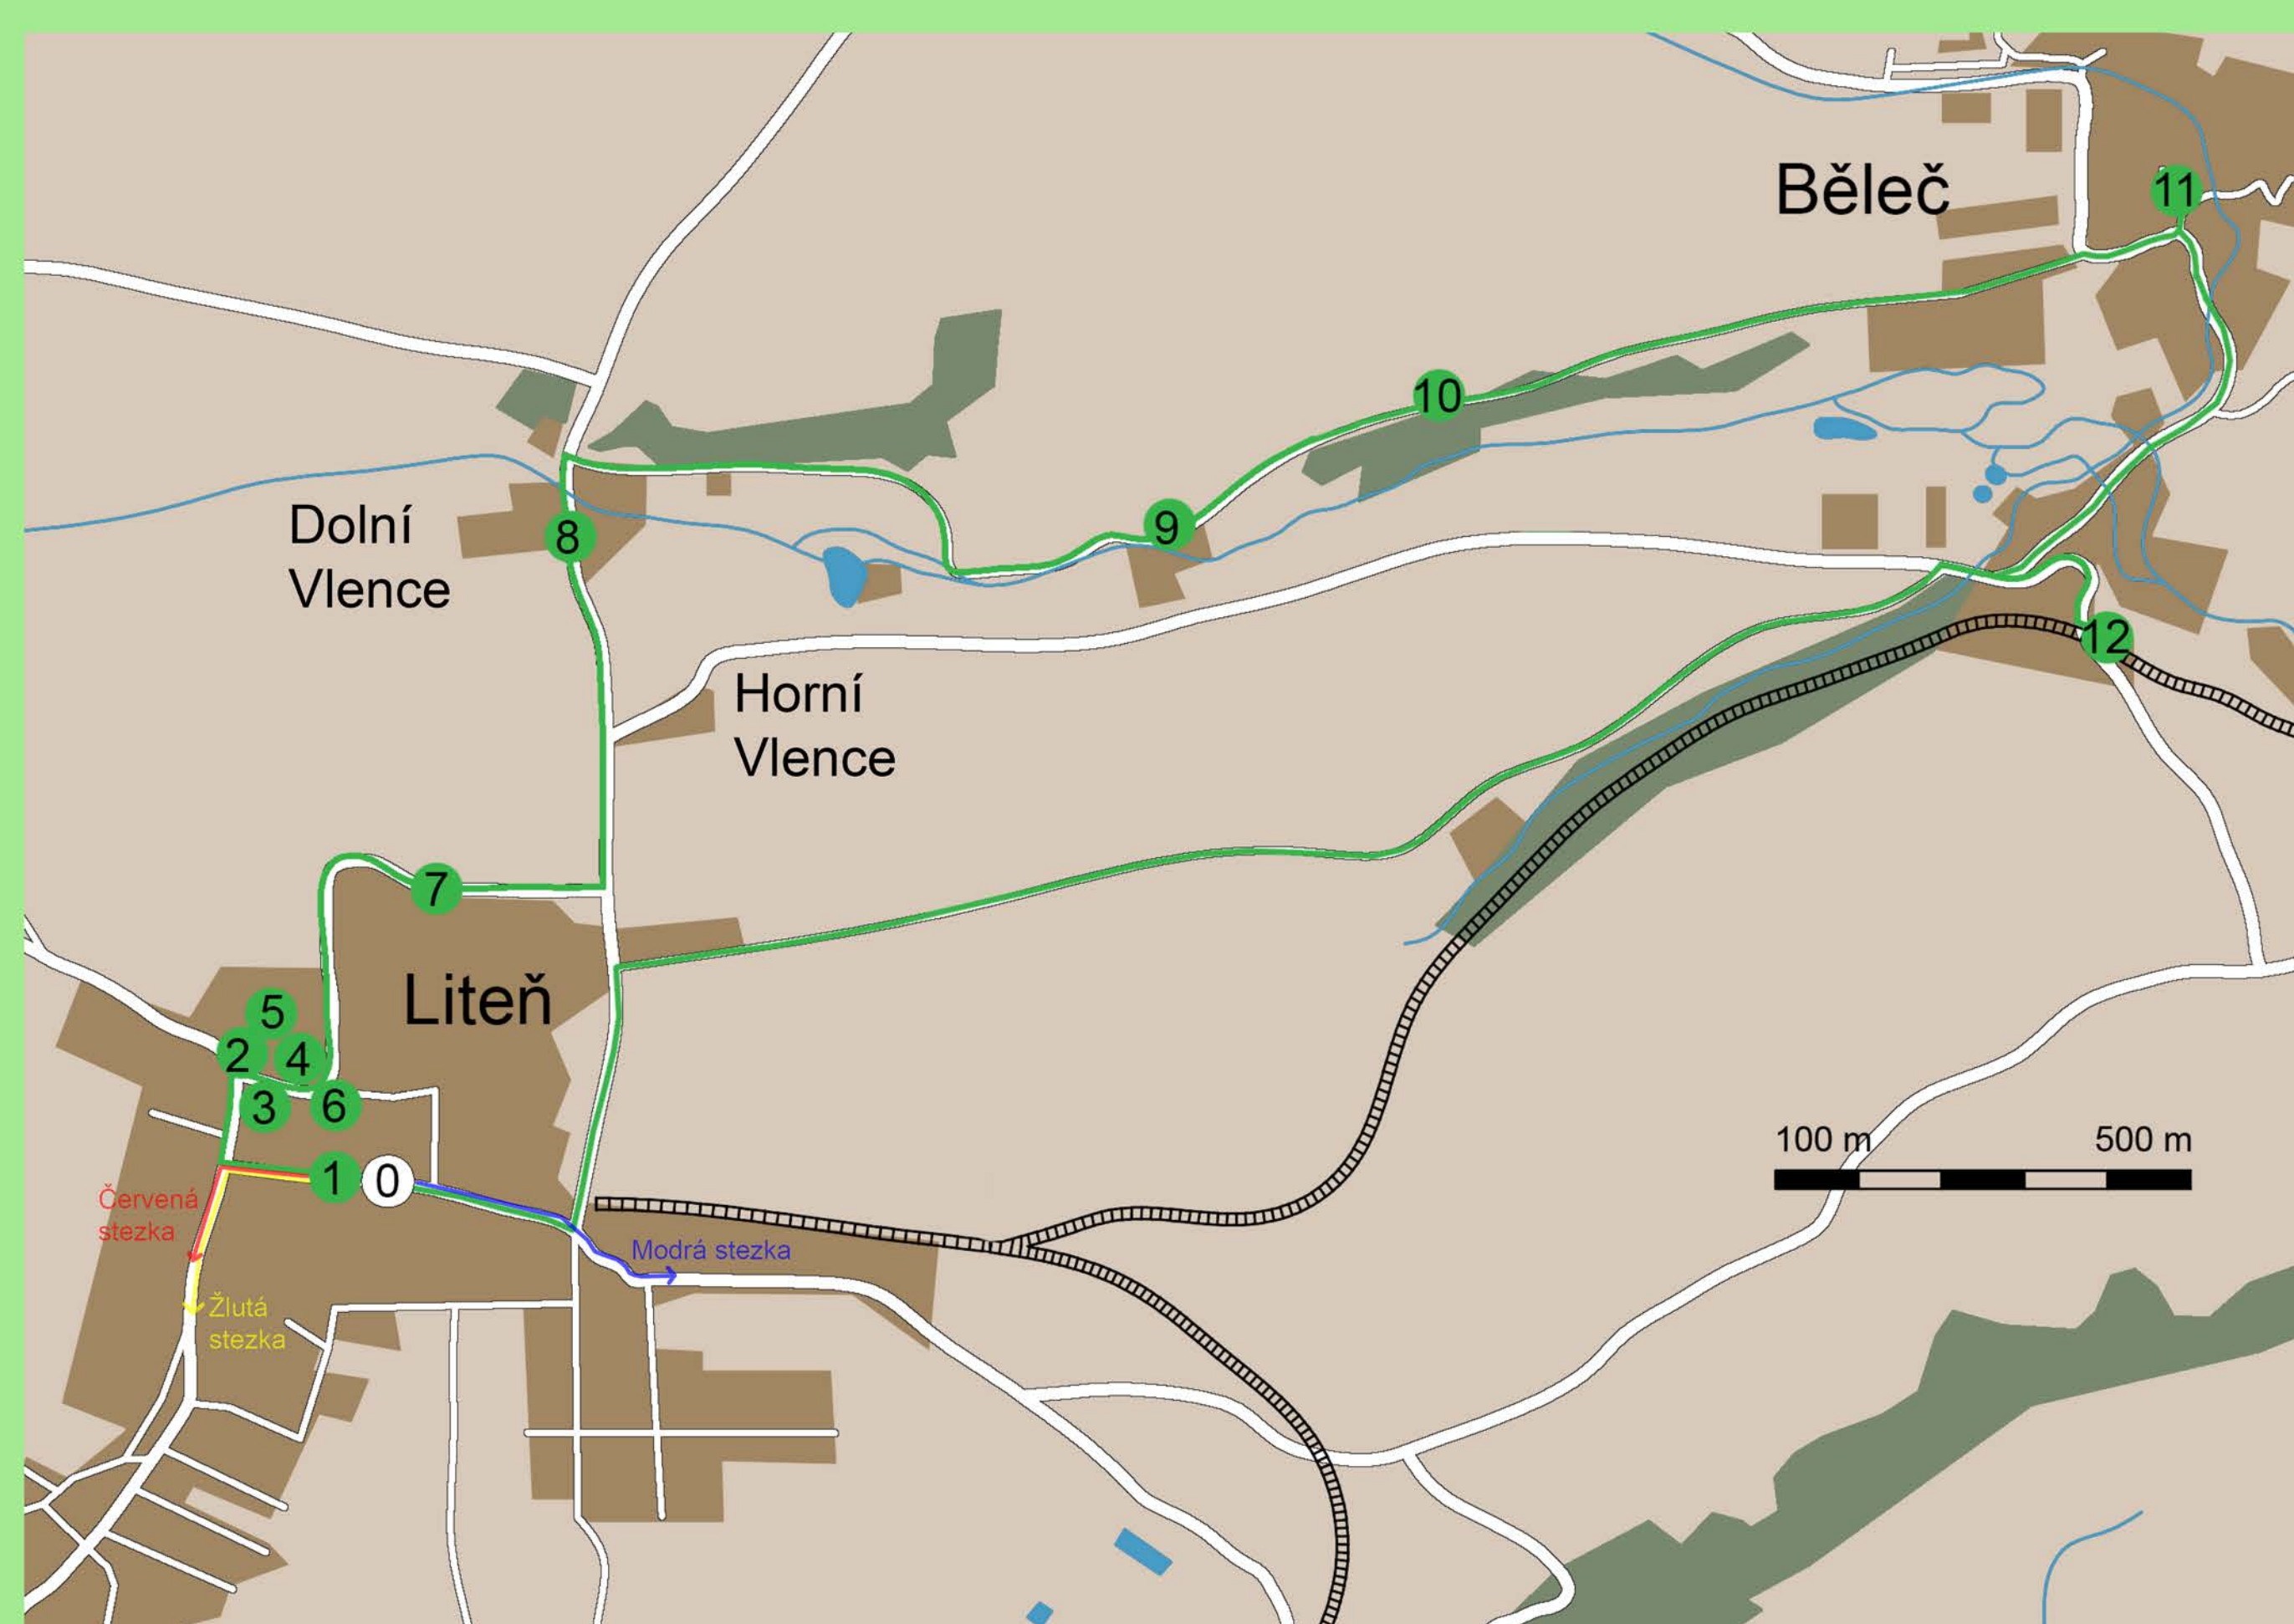 Běleč
11
10
Dolní
Vlence
8
9
12
Horní
Vlence
7
Liteň
5
2
4
3
6
100 m
500 m
1
0
Červená
stezka
Modrá stezka
Žlutá
stezka